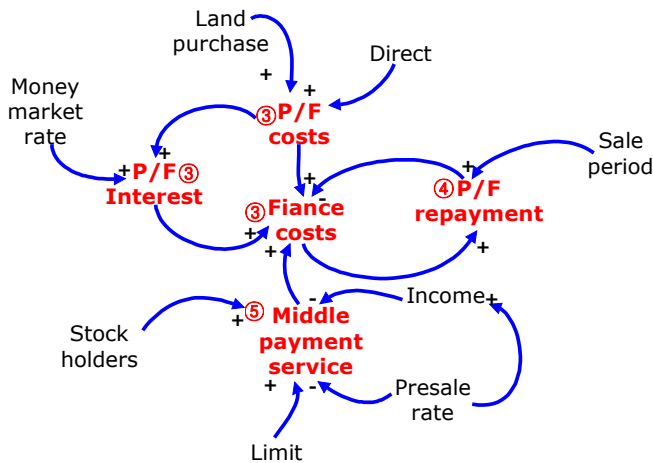 Land
purchase
+
+
Direct
Money
market
rate
③P/F
costs
+
+
P/F③
Interest
Sale
period
+
④P/F
repayment
+
-
③Fiance
costs
+
+
+
-
Income+
⑤ Middle
payment
service
+
Stock
holders
+
-
Presale
rate
Limit